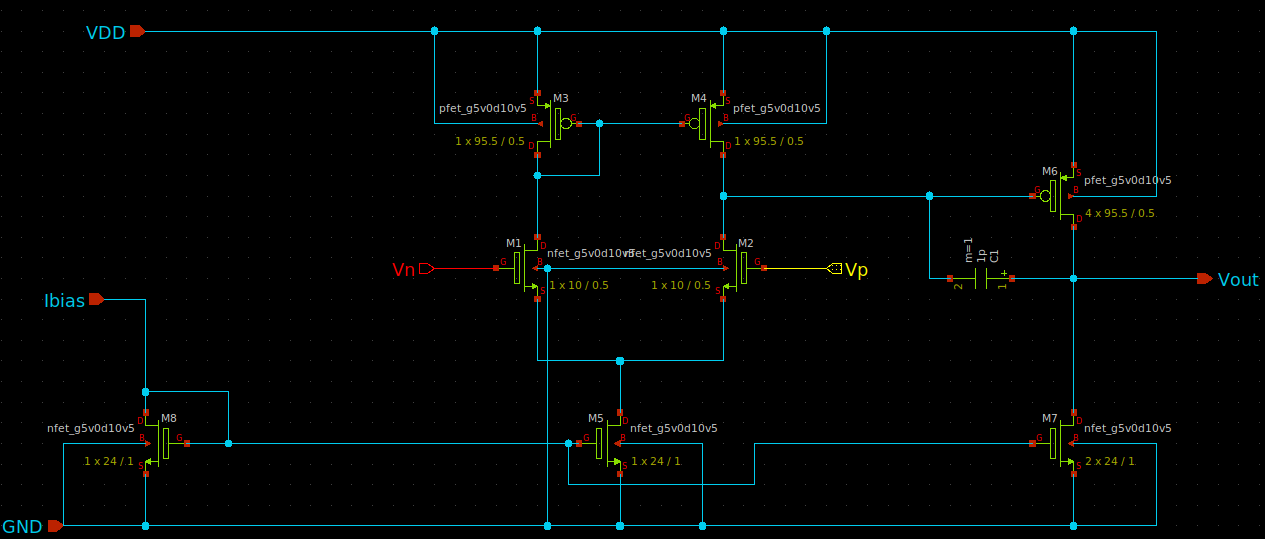 VDD
M3
pfet_g5v0d10v5
S
B
G
D
1 x 95.5 / 0.5
M4
pfet_g5v0d10v5
S
B
G
D
1 x 95.5 / 0.5
M6
pfet_g5v0d10v5
S
B
G
D
4 x 95.5 / 0.5
Vn
M1
G
D
B
S
nfet_g5v0d10v5
1 x 10 / 0.5
M2
G
D
B
S
1 x 10 / 0.5
Vp
m=1
1p
C1
2
1
+
Vout
Ibias
M8
nfet_g5v0d10v5
D
B
G
S
1 x 24 / 1
M5
nfet_g5v0d10v5
G
D
B
S
1 x 24 / 1
M7
nfet_g5v0d10v5
G
D
B
S
2 x 24 / 1
GND